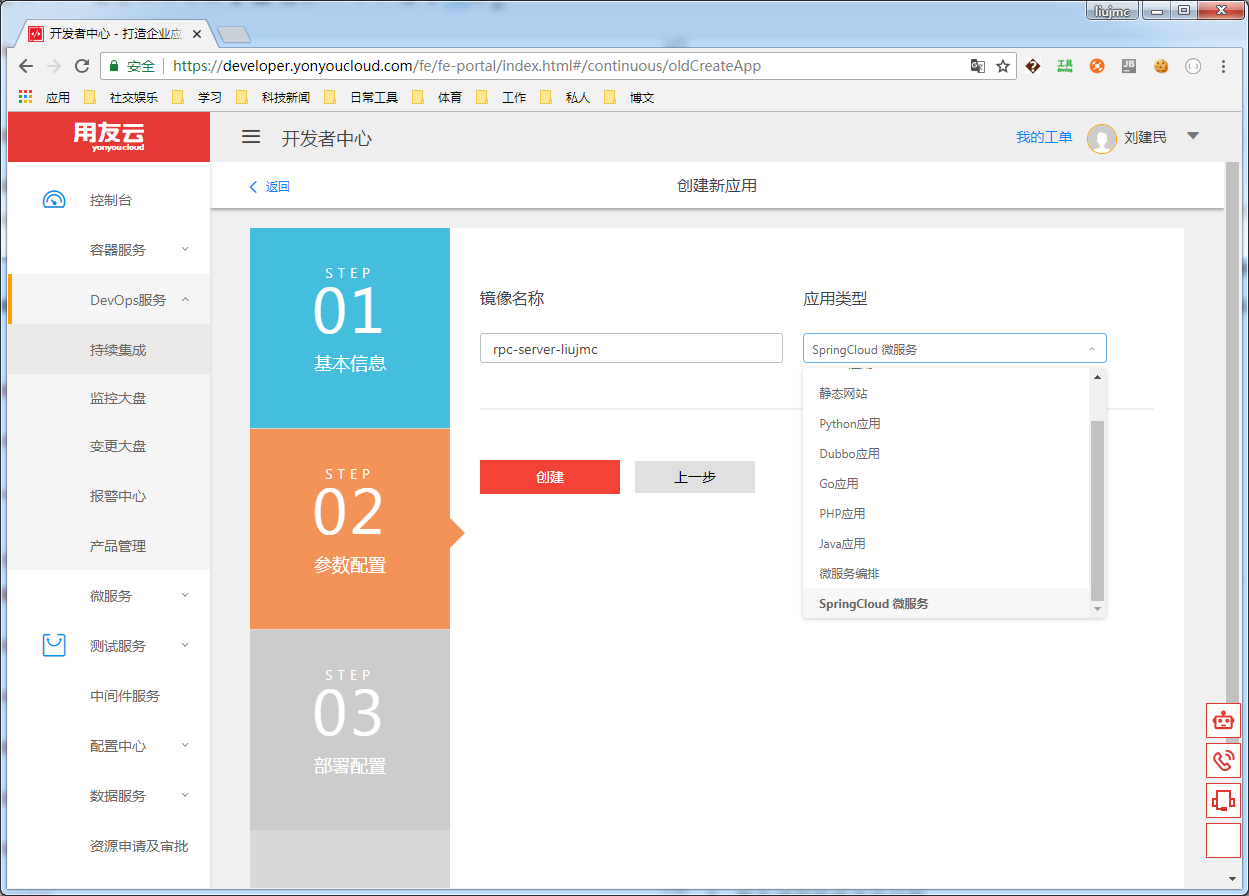 liujmc
开发者中心 - 打造企业应
安全 https://developer.yonyoucloud.com/fe/fe-portal/index.html#/continuous/oldCreateApp
应用 社交娱乐 学习 科技新闻 日常工具 体育 工作 私人 博文
用友云
yonyoucloud
开发者中心
我的工单 刘建民
返回
创建新应用
控制台
容器服务
DevOps服务
持续集成
监控大盘
变更大盘
报警中心
产品管理
微服务
测试服务
中间件服务
配置中心
数据服务
资源申请及审批
STEP
01
基本信息
STEP
02
参数配置
STEP
03
部署配置
镜像名称
rpc-server-liujmc
应用类型
SpringCloud 微服务
静态网站
Python应用
Dubbo应用
Go应用
PHP应用
Java应用
微服务编排
SpringCloud 微服务
创建
上一步